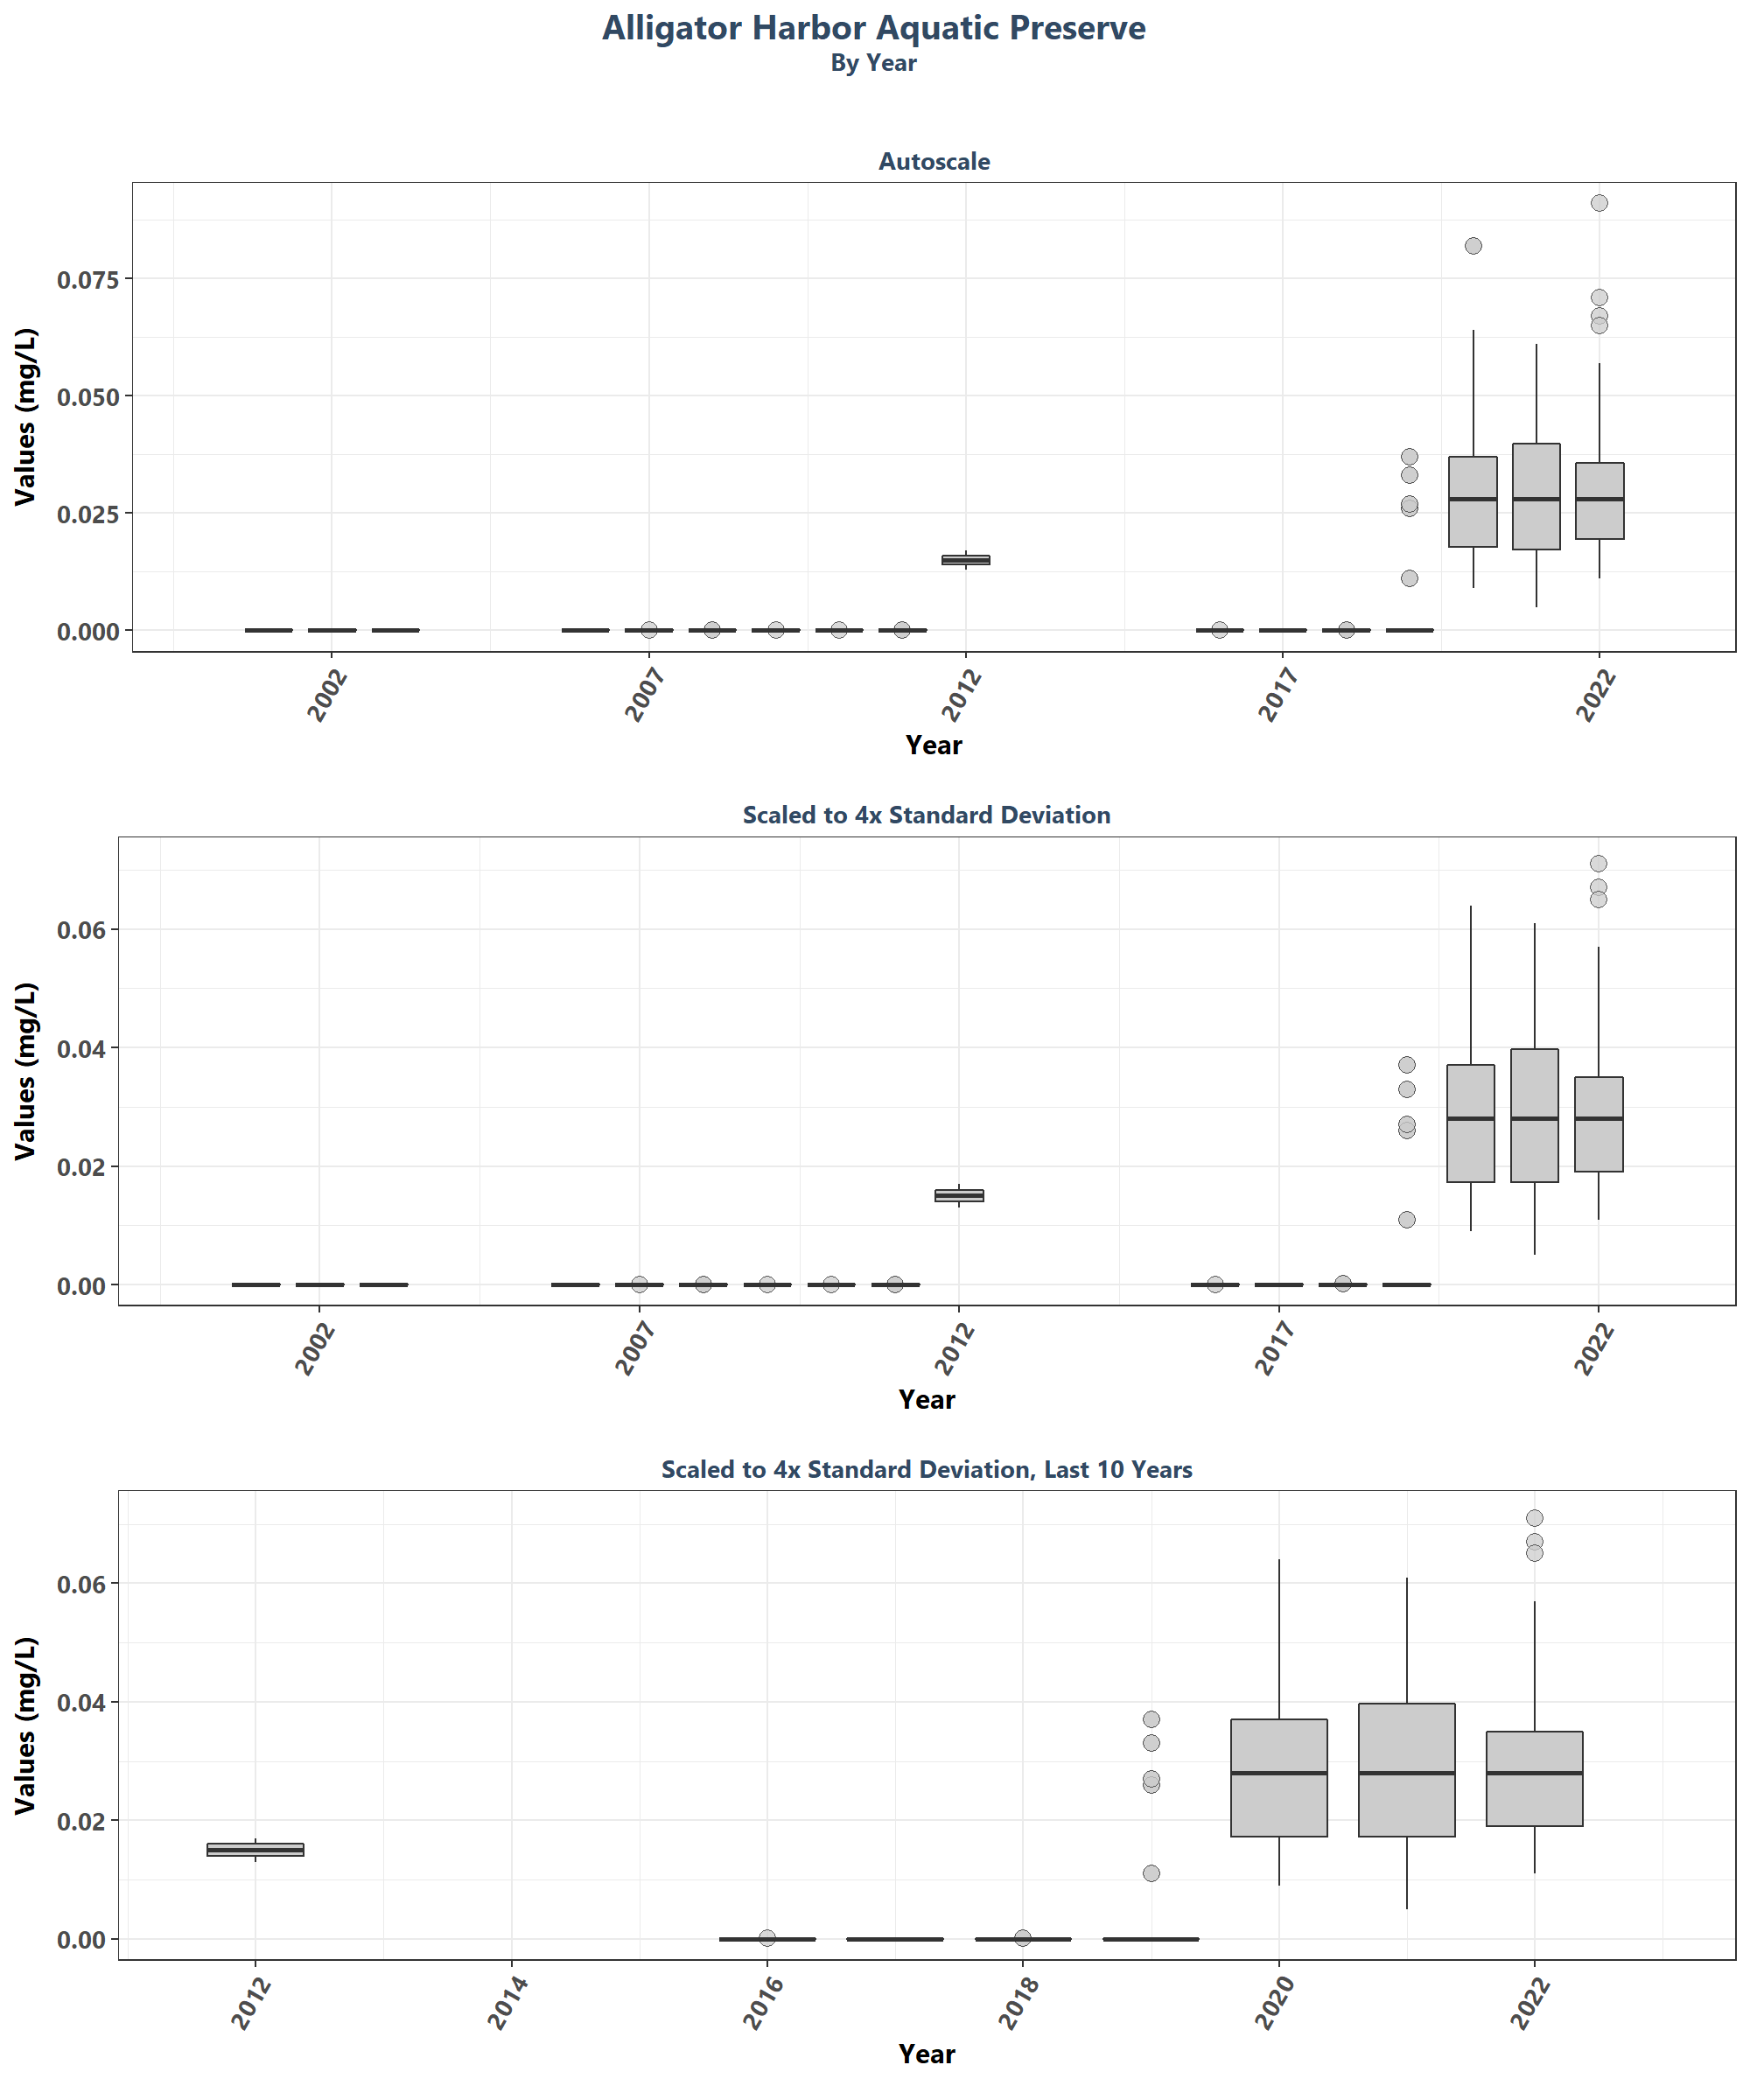 Alligator Harbor Aquatic Preserve
By Year
Autoscale
Values (mg/L)
0.075
0.050
0.025
0.000
2002
2007
2012
2017
2022
Year
Scaled to 4x Standard Deviation
Values (mg/L)
0.06
0.04
0.02
0.00
2002
2007
2012
2017
2022
Year
Scaled to 4x Standard Deviation, Last 10 Years
Values (mg/L)
0.06
0.04
0.02
0.00
2012
2014
2016
2018
2020
2022
Year